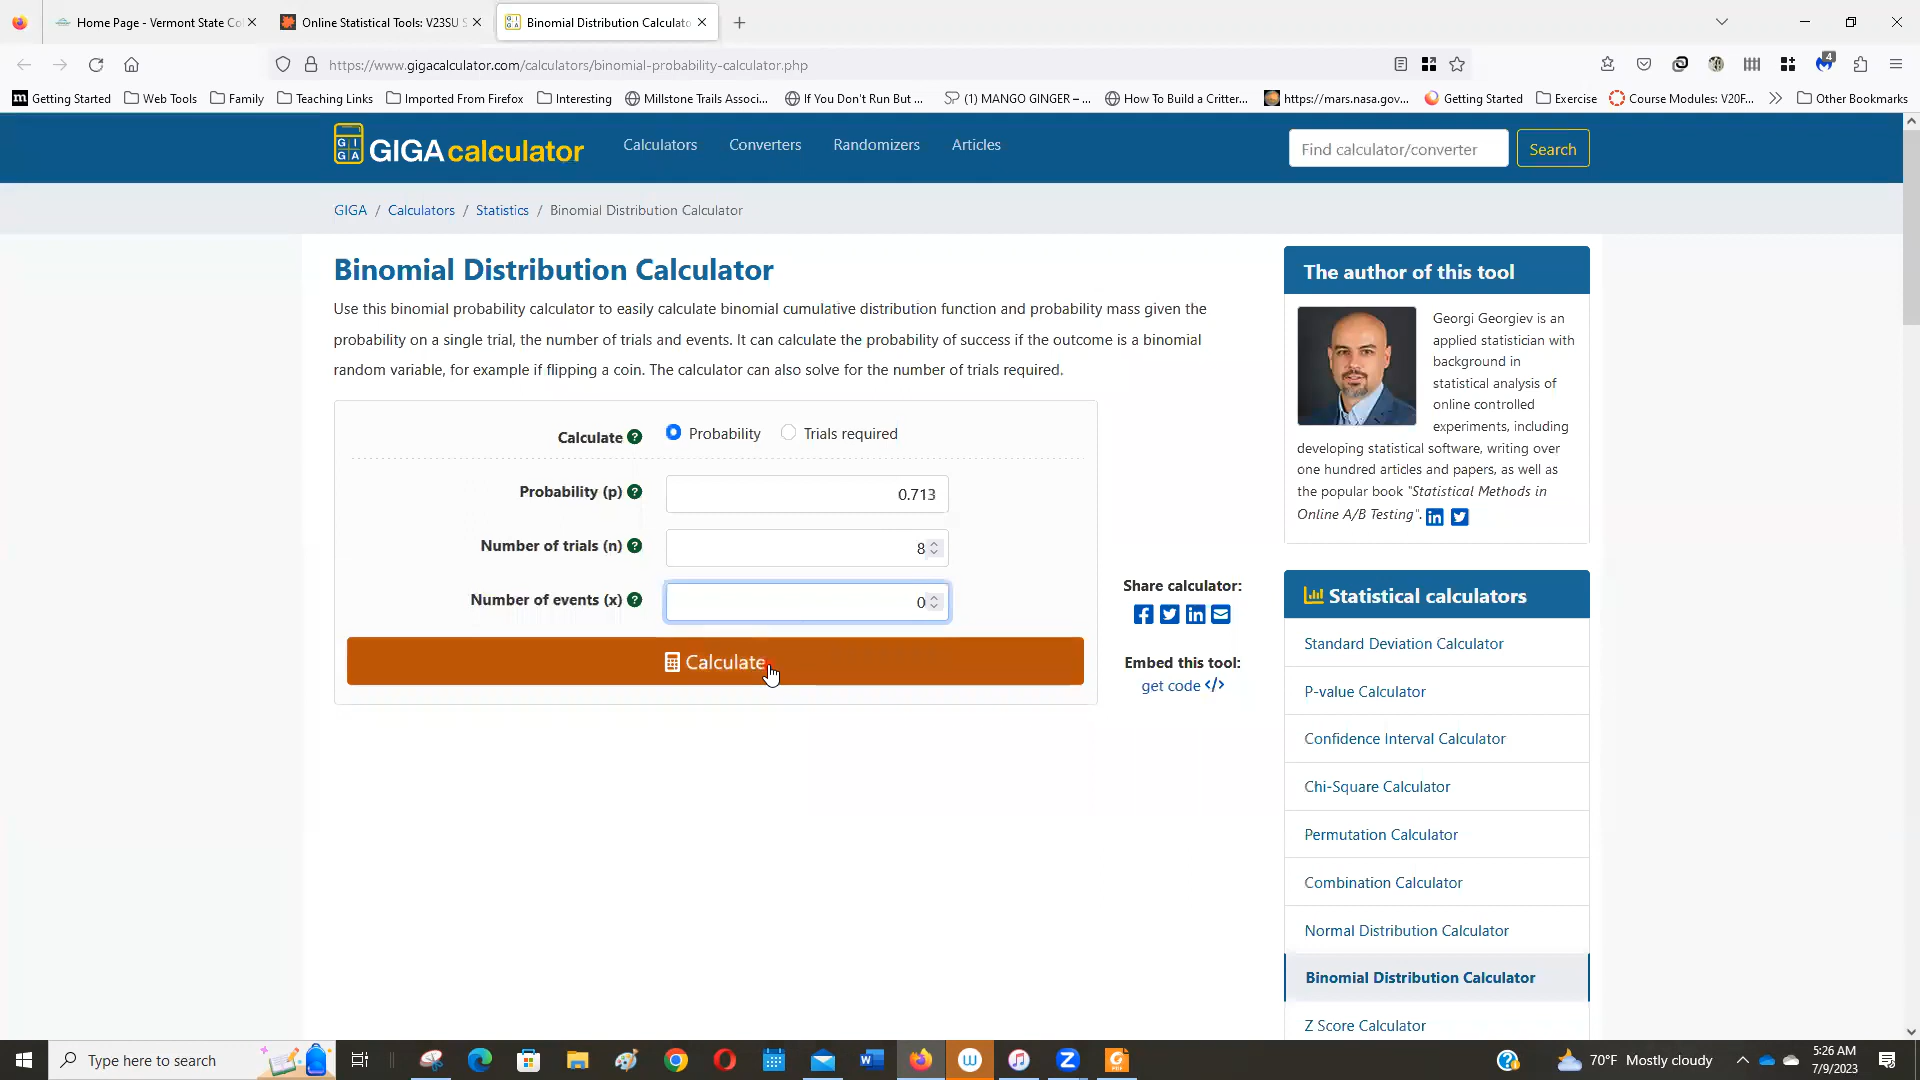 Home Page - Vermont State Co
Online Statistical Tools: V23SU S
Binomial Distribution Calculato
https://www.gigacalculator.com/calculators/binomial-probability-calculator.php
4
m Getting Started
Web Tools
Family
Teaching Links
Imported From Firefox
Interesting
Millstone Trails Associ...
If You Don't Run But ...
(1) MANGO GINGER – ...
How To Build a Critter...
https://mars.nasa.gov...
Getting Started
Exercise
Course Modules: V20F...
Other Bookmarks
GI
GA
GIGAcalculator
Calculators
Converters
Randomizers
Articles
Find calculator/converter
Search
GIGA / Calculators / Statistics / Binomial Distribution Calculator
Binomial Distribution Calculator
Use this binomial probability calculator to easily calculate binomial cumulative distribution function and probability mass given the
probability on a single trial, the number of trials and events. It can calculate the probability of success if the outcome is a binomial
random variable, for example if flipping a coin. The calculator can also solve for the number of trials required.
Calculate ?
Probability
Trials required
Probability (p) ?
0.713
Number of trials (n) ?
8
Number of events (x) ?
0
Calculate
Share calculator:
Embed this tool:
get code </>
The author of this tool
Georgi Georgiev is an
applied statistician with
background in
statistical analysis of
online controlled
experiments, including
developing statistical software, writing over
one hundred articles and papers, as well as
the popular book "Statistical Methods in
Online A/B Testing".
Statistical calculators
Standard Deviation Calculator
P-value Calculator
Confidence Interval Calculator
Chi-Square Calculator
Permutation Calculator
Combination Calculator
Normal Distribution Calculator
Binomial Distribution Calculator
Z Score Calculator
Type here to search
70°F Mostly cloudy
5:26 AM
7/9/2023